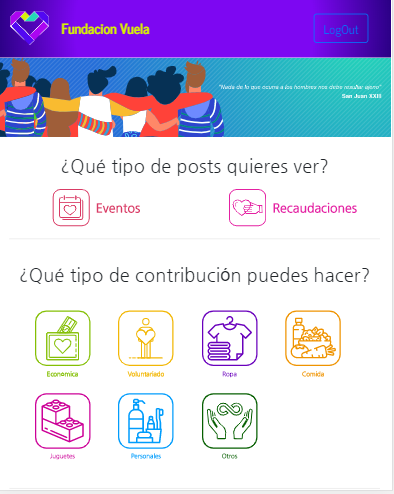 Fundacion Vuela
LogOut
"Nada de lo que ocurra a los hombres nos debe resultar ajeno"
San Juan XXIII
¿Qué tipo de posts quieres ver?
Eventos
Recaudaciones
¿Qué tipo de contribución puedes hacer?
Economica
Voluntariado
Ropa
Comida
Juguetes
Personales
Otros